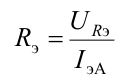 Rэ = URэ / IэА